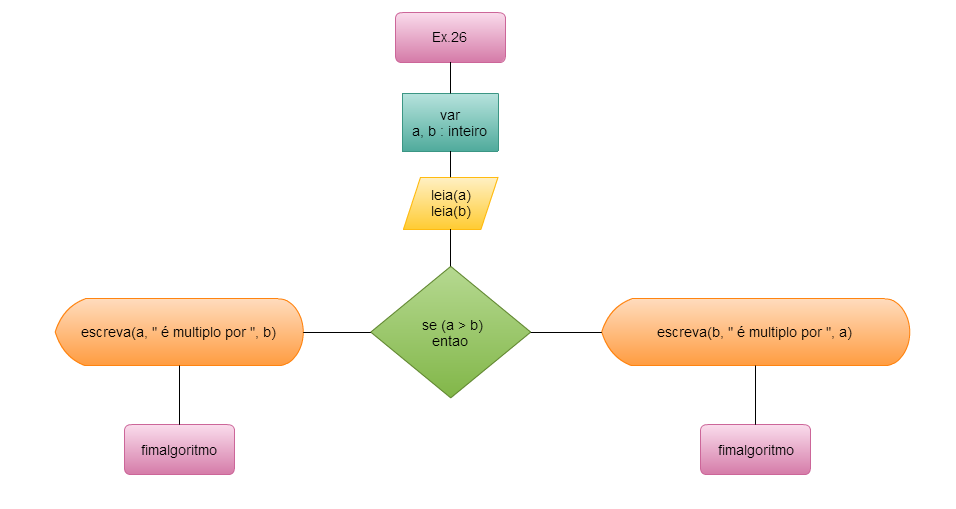 Ex.26
var
a, b : inteiro
leia(a)
leia(b)
se (a > b)
entao
escreva(a, " é multiplo por ", b)
escreva(b, " é multiplo por ", a)
fimalgoritmo
fimalgoritmo